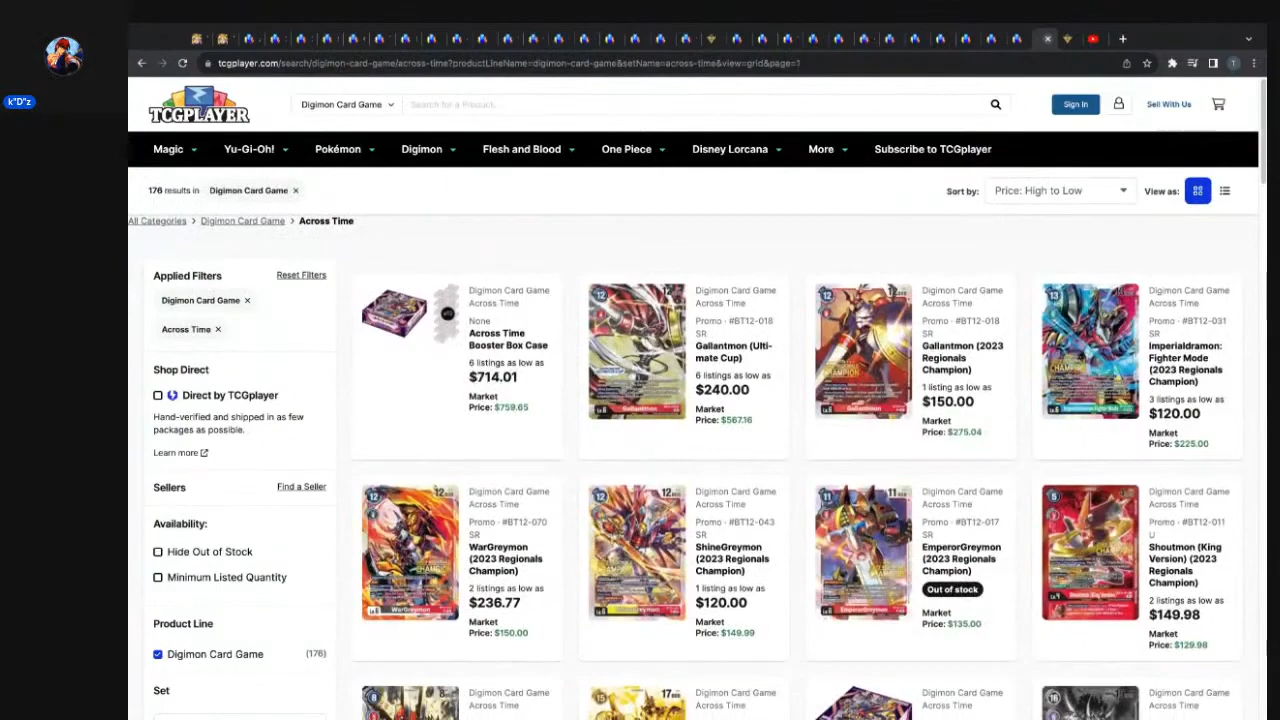 tcgplayer.com/search/digimon-card-game/across-time?productLineName=digimon-card-game&setName=across-time&view=grid&page=1
k"D"z
TCGPLAYER
Digimon Card Game
Search for a Product...
Sign In
Sell With Us
Magic
Yu-Gi-Oh!
Pokémon
Digimon
Flesh and Blood
One Piece
Disney Lorcana
More
Subscribe to TCGplayer
176 results in
Digimon Card Game ×
Sort by:
Price: High to Low
View as:
All Categories > Digimon Card Game > Across Time
Applied Filters
Reset Filters
Digimon Card Game ×
Across Time ×
Shop Direct
Direct by TCGplayer
Hand-verified and shipped in as few
packages as possible.
Learn more
Sellers
Find a Seller
Availability:
Hide Out of Stock
Minimum Listed Quantity
Product Line
Digimon Card Game
(176)
Set
Digimon Card Game
Across Time
None
Across Time
Booster Box Case
6 listings as low as
$714.01
Market
Price: $759.65
Digimon Card Game
Across Time
Promo · #BT12-018
SR
Gallantmon (Ulti-
mate Cup)
6 listings as low as
$240.00
Market
Price: $567.16
Digimon Card Game
Across Time
Promo · #BT12-018
SR
Gallantmon (2023
Regionals
Champion)
1 listing as low as
$150.00
Market
Price: $275.04
Digimon Card Game
Across Time
Promo · #BT12-031
SR
Imperialdramon:
Fighter Mode
(2023 Regionals
Champion)
3 listings as low as
$120.00
Market
Price: $225.00
Digimon Card Game
Across Time
Promo · #BT12-070
SR
WarGreymon
(2023 Regionals
Champion)
2 listings as low as
$236.77
Market
Price: $150.00
Digimon Card Game
Across Time
Promo · #BT12-043
SR
ShineGreymon
(2023 Regionals
Champion)
1 listing as low as
$120.00
Market
Price: $149.99
Digimon Card Game
Across Time
Promo · #BT12-017
SR
EmperorGreymon
(2023 Regionals
Champion)
Out of stock
Market
Price: $135.00
Digimon Card Game
Across Time
Promo · #BT12-011
U
Shoutmon (King
Version) (2023
Regionals
Champion)
2 listings as low as
$149.98
Market
Price: $129.98
Digimon Card Game
Across Time
Digimon Card Game
Across Time
Digimon Card Game
Across Time
Digimon Card Game
Across Time